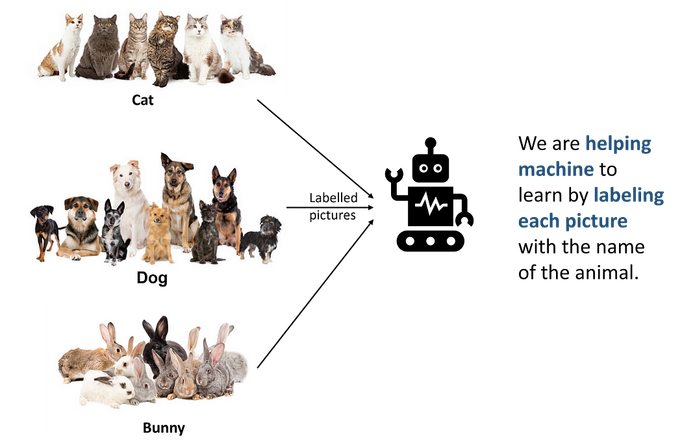 Cat
Labelled
pictures
Dog
Bunny
We are helping
machine to
learn by labeling
each picture
with the name
of the animal.